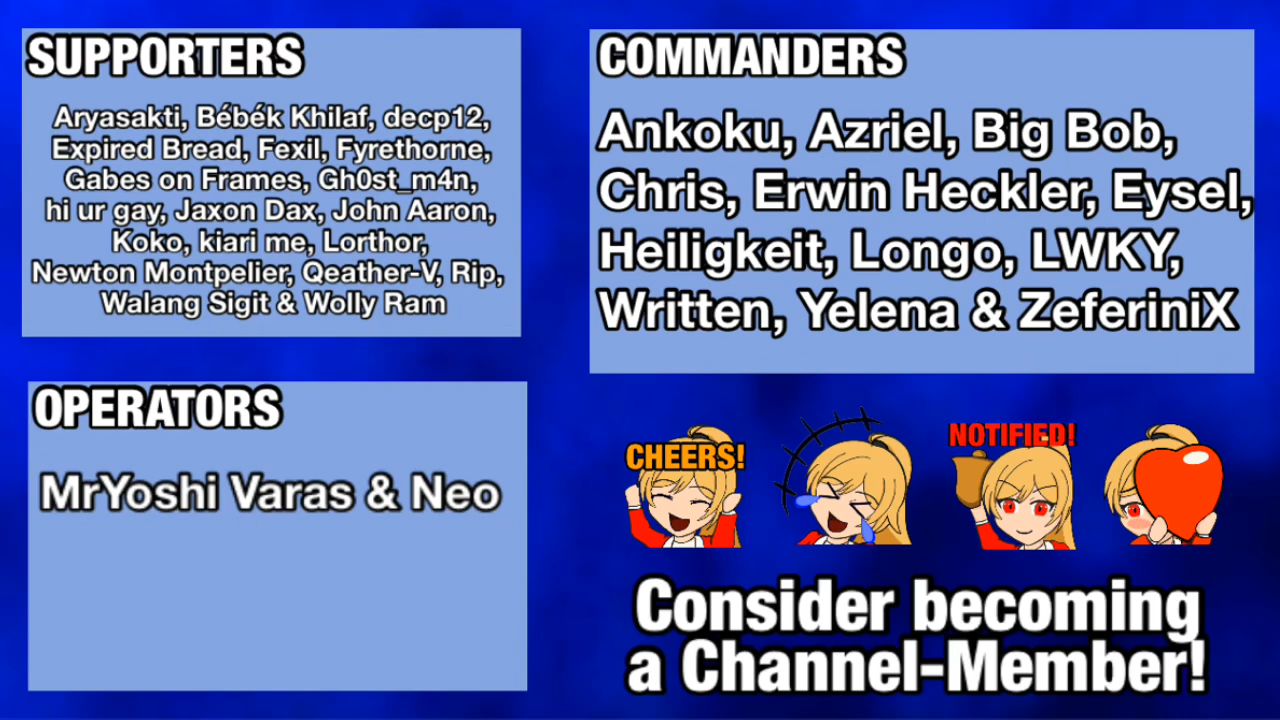 SUPPORTERS
Aryasakti, Bébék Khilaf, decp12,
Expired Bread, Fexil, Fyrethorne,
Gabes on Frames, Gh0st_m4n,
hi ur gay, Jaxon Dax, John Aaron,
Koko, kiari me, Lorthor,
Newton Montpelier, Qeather-V, Rip,
Walang Sigit & Wolly Ram
COMMANDERS
Ankoku, Azriel, Big Bob,
Chris, Erwin Heckler, Eysel,
Heiligkeit, Longo, LWKY,
Written, Yelena & ZeferiniX
OPERATORS
MrYoshi Varas & Neo
CHEERS!
NOTIFIED!
Consider becoming
a Channel-Member!